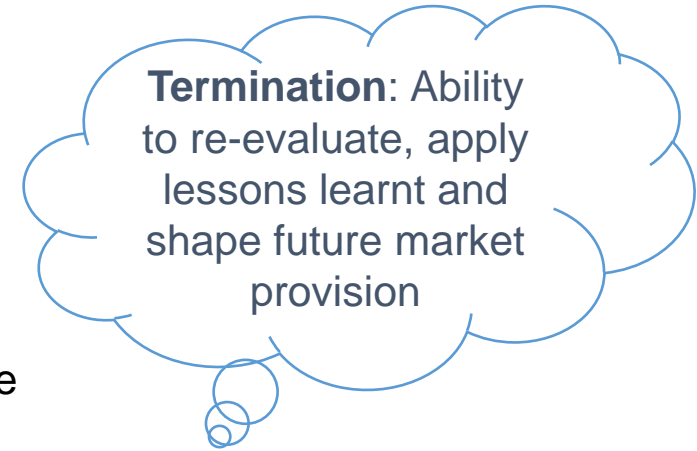 Termination: Ability
to re-evaluate, apply
lessons learnt and
shape future market
provision
e